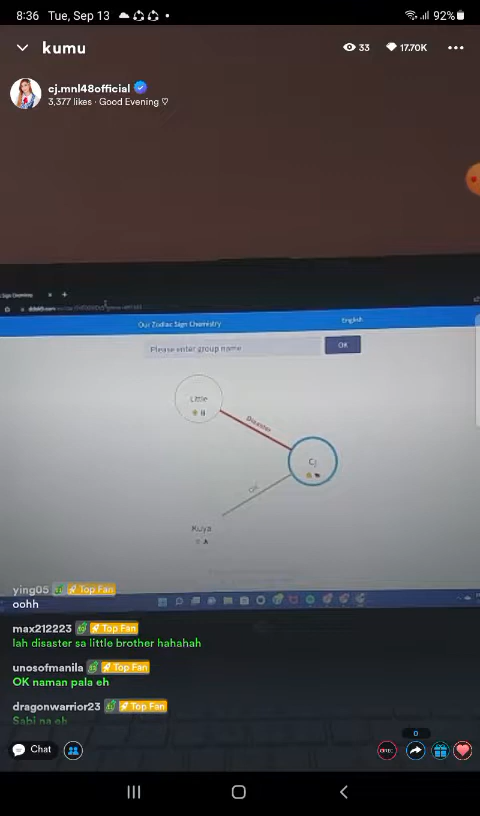 8:36 Tue, Sep 13
92%
kumu
33
17.70K
cj.mnl48official
3,377 likes · Good Evening ♡
Our Zodiac Sign Chemistry
English
Please enter group name
OK
Little
Disaster
Cj
OK
Kuya
ying05 Top Fan
oohh
max212223 Top Fan
lah disaster sa little brother hahahah
unosofmanila Top Fan
OK naman pala eh
dragonwarrior23 Top Fan
Sabi na eh
0
Chat